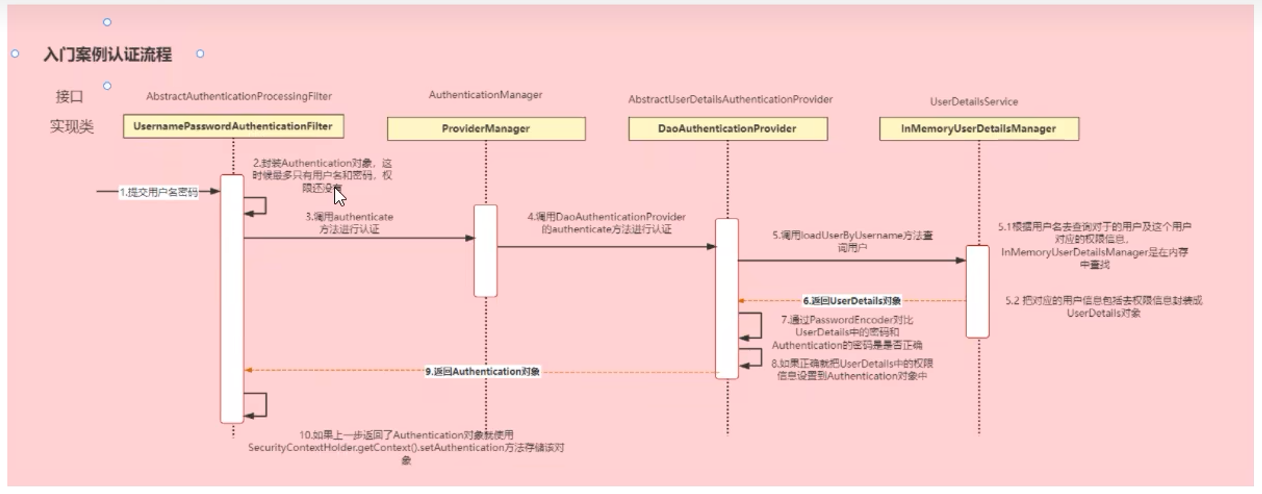 入门案例认证流程
接口
AbstractAuthenticationProcessingFilter
AuthenticationManager
AbstractUserDetailsAuthenticationProvider
UserDetailsService
实现类
UsernamePasswordAuthenticationFilter
ProviderManager
DaoAuthenticationProvider
InMemoryUserDetailsManager
1.提交用户名密码
2.封装Authentication对象，这
时候最多只有用户名和密码，权
限还没有
3.调用authenticate
方法进行认证
4.调用DaoAuthenticationProvider
的authenticate方法进行认证
5.调用loadUserByUsername方法查
询用户
5.1根据用户名去查询对于的用户及这个用户
对应的权限信息，
InMemoryUserDetailsManager是在内存
中查找
5.2 把对应的用户信息包括去权限信息封装成
UserDetails对象
6.返回UserDetails对象
7.通过PasswordEncoder对比
UserDetails中的密码和
Authentication的密码是是否正确
8.如果正确就把UserDetails中的权限
信息设置到Authentication对象中
9.返回Authentication对象
10.如果上一步返回了Authentication对象就使用
SecurityContextHolder.getContext().setAuthentication方法存储该对
象